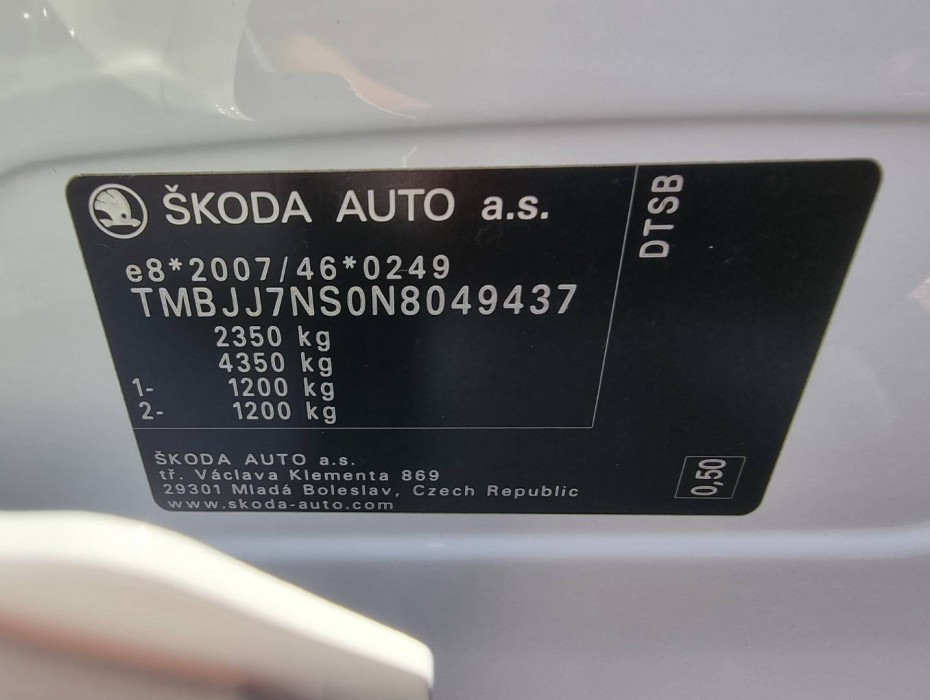 ŠKODA AUTO a.s.
DTSB
e8*2007/46*0249
TMBJJ7NS0N8049437
2350 kg
4350 kg
1- 1200 kg
2- 1200 kg
ŠKODA AUTO a.s.
tř. Václava Klementa 869
29301 Mladá Boleslav, Czech Republic
www.skoda-auto.com
0,50